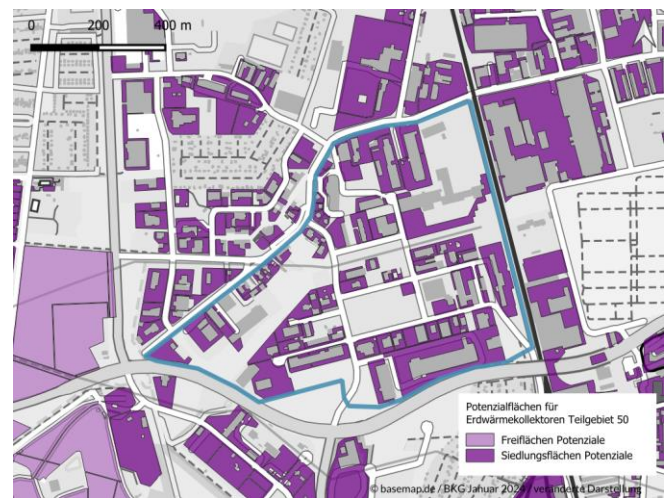 0 200 400 m
Potenzialflächen für
Erdwärmekollektoren Teilgebiet 50
Freiflächen Potenziale
Siedlungsflächen Potenziale
© basemap.de / BKG Januar 2024 / veränderte Darstellung